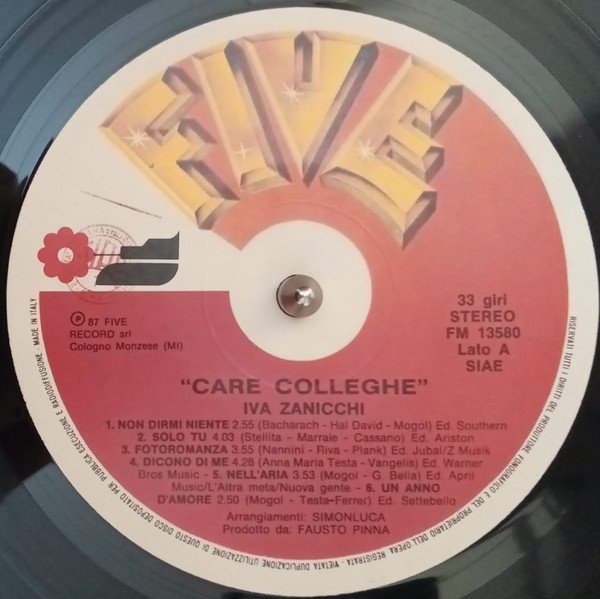 FIVE
33 giri
STEREO
FM 13580
Lato A
SIAE
Ⓟ 87 FIVE
RECORD srl
Cologno Monzese (MI)
"CARE COLLEGHE"
IVA ZANICCHI
1. NON DIRMI NIENTE 2.55 (Bacharach - Hal David - Mogol) Ed. Southern
2. SOLO TU 4.03 (Stellita - Marrale - Cassano) Ed. Ariston
3. FOTOROMANZA 3.55 (Nannini - Riva - Plank) Ed. Jubal/Z Musik
4. DICONO DI ME 4.28 (Anna Maria Testa - Vangelis) Ed. Warner
Bros Music - 5. NELL'ARIA 3.53 (Mogol - G. Bella) Ed. April
Music/L'Altra meta/Nuova gente - 6. UN ANNO
D'AMORE 2.50 (Mogol - Testa-Ferrer) Ed. Settebello
Arrangiamenti: SIMONLUCA
Prodotto da: FAUSTO PINNA
RISERVATI TUTTI I DIRITTI DEL PRODUTTORE FONOGRAFICO E DEL PROPRIETARIO DELL'OPERA REGISTRATA - VIETATA DUPLICAZIONE UTILIZZAZIONE DI QUESTO DISCO DEPOSITATO PER PUBBLICA ESECUZIONE E RADIODIFFUSIONE - MADE IN ITALY